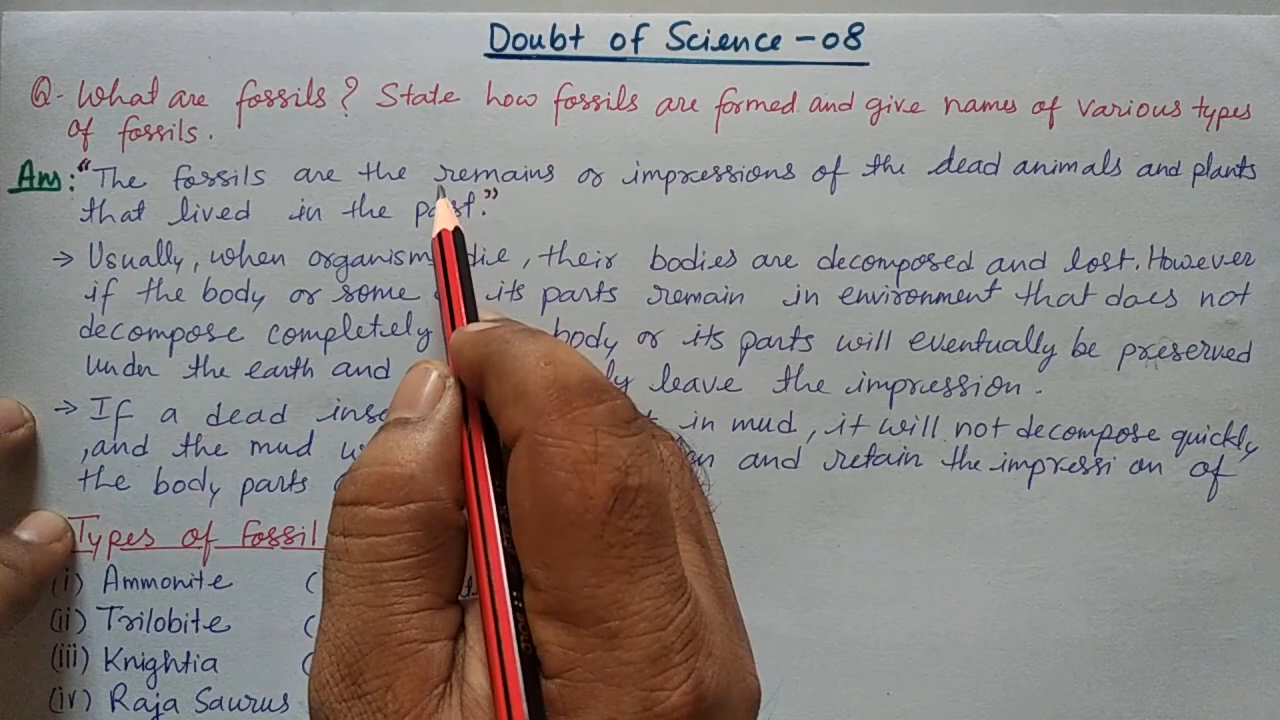 Doubt of Science - 08
Q- What are fossils? State how fossils are formed and give names of various types
of fossils.
Ans: "The fossils are the remains or impressions of the dead animals and plants
that lived in the past."
→ Usually, when organism die, their bodies are decomposed and lost. However
if the body or some its parts remain in environment that does not
decompose completely body or its parts will eventually be preserved
under the earth and leave the impression.
→ If a dead in mud, it will not decompose quickly
, and the mud and retain the impressi on of
the body parts
Types of Fossil
(i) Ammonite (
(ii) Trilobite (
(iii) Knightia (
(iv) Raja Saurus